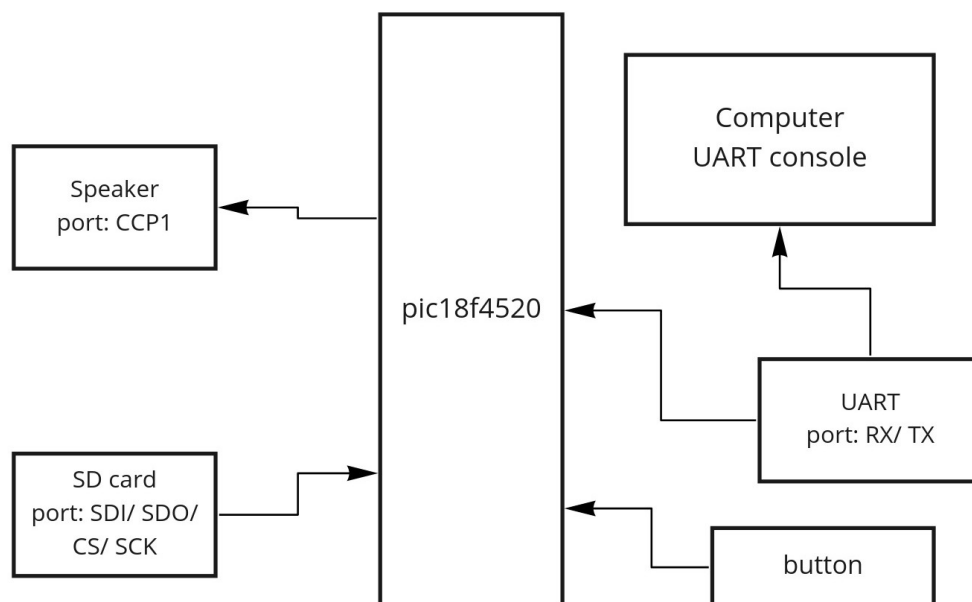 Computer
UART console
Speaker
port: CCP1
pic18f4520
UART
port: RX/ TX
SD card
port: SDI/ SDO/
CS/ SCK
button